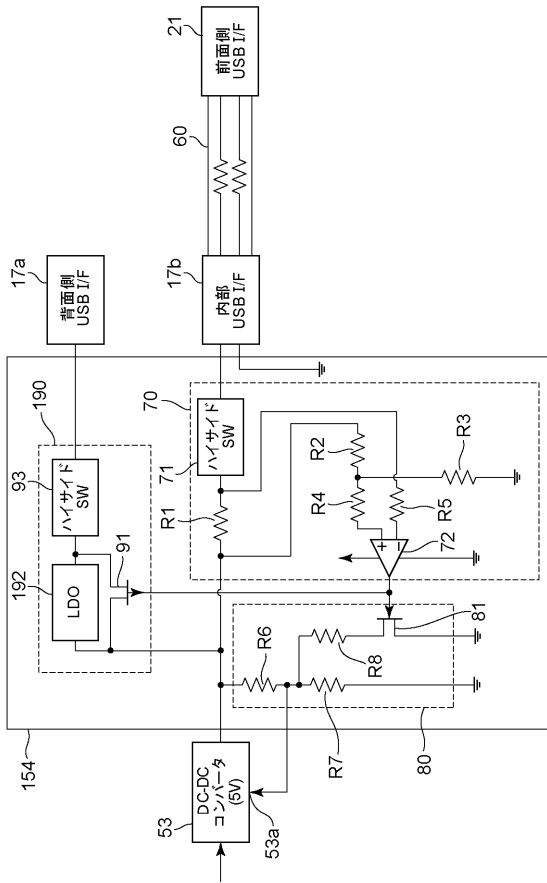 21
前面側
USB I/F
60
17a
背面側
USB I/F
17b
内部
USB I/F
190
93
ハイサイド
SW
192
LDO
91
70
71
ハイサイド
SW
R1
R2
R3
R4
R5
+
−
72
R6
R8
81
R7
80
154
53
DC-DC
コンバータ
(5V)
53a